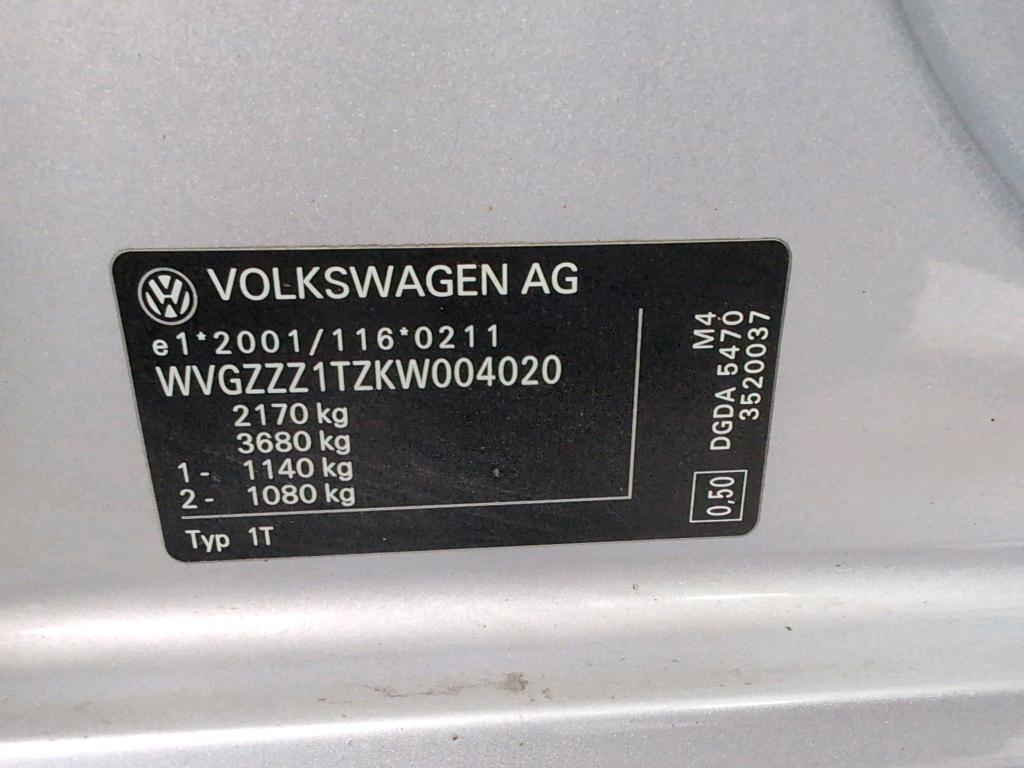 VOLKSWAGEN AG
e1*2001/116*0211
WVGZZZ1TZKW004020
2170 kg
3680 kg
1 - 1140 kg
2 - 1080 kg
Typ 1T
M4
DGDA 5470
3520037
0,50